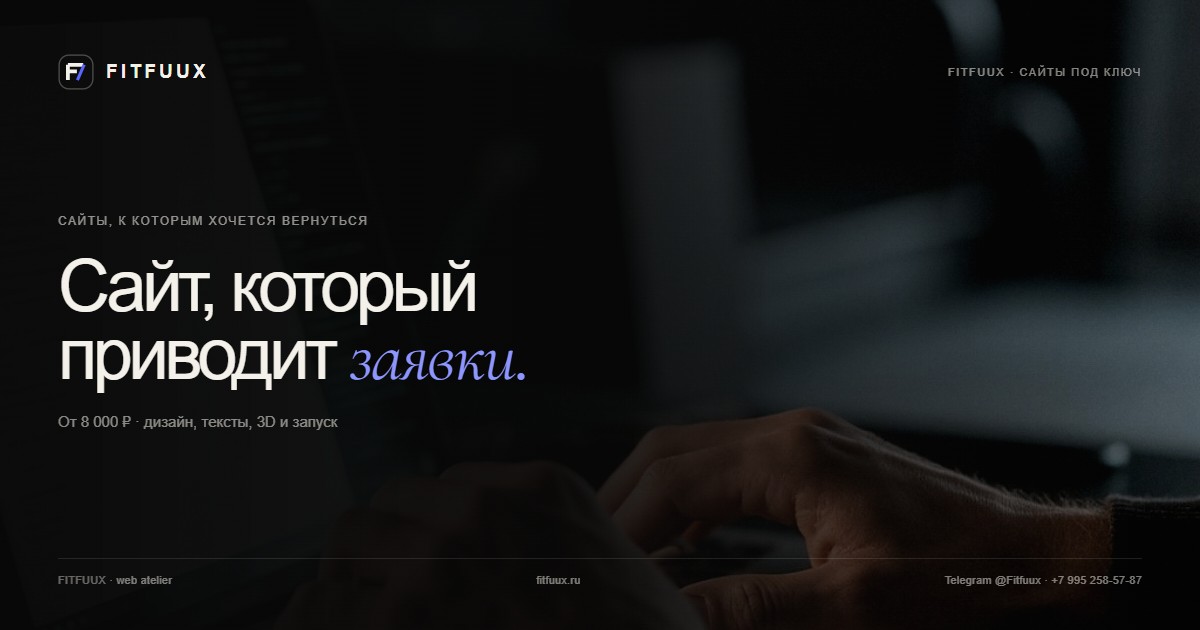 FITFUUX
FITFUUX · САЙТЫ ПОД КЛЮЧ
САЙТЫ, К КОТОРЫМ ХОЧЕТСЯ ВЕРНУТЬСЯ
Сайт, который
приводит заявки.
От 8 000 ₽ · дизайн, тексты, 3D и запуск
FITFUUX · web atelier
fitfuux.ru
Telegram @Fitfuux · +7 995 258-57-87